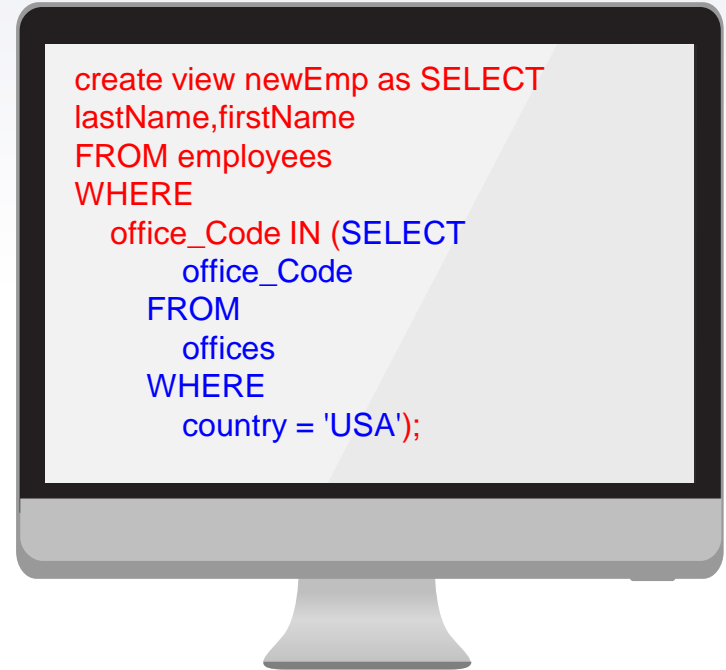 create view newEmp as SELECT
lastName,firstName
FROM employees
WHERE
office_Code IN (SELECT
office_Code
FROM
offices
WHERE
country = 'USA');